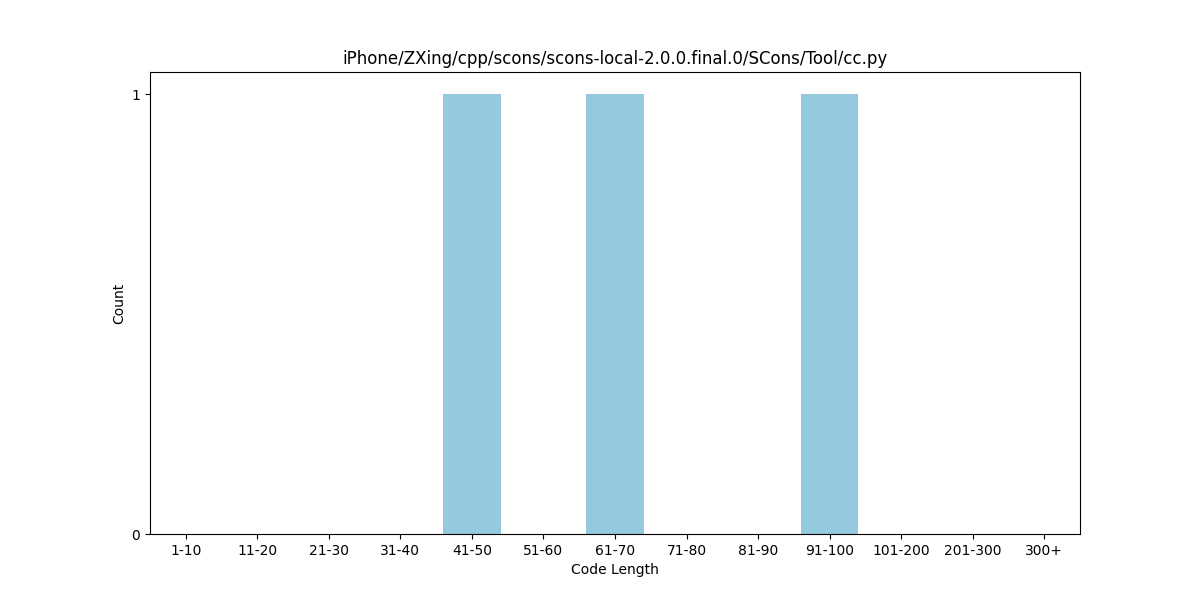 iPhone/ZXing/cpp/scons/scons-local-2.0.0.final.0/SCons/Tool/cc.py
1
Count
0
1-10 11-20 21-30 31-40 41-50 51-60 61-70 71-80 81-90 91-100 101-200 201-300 300+
Code Length